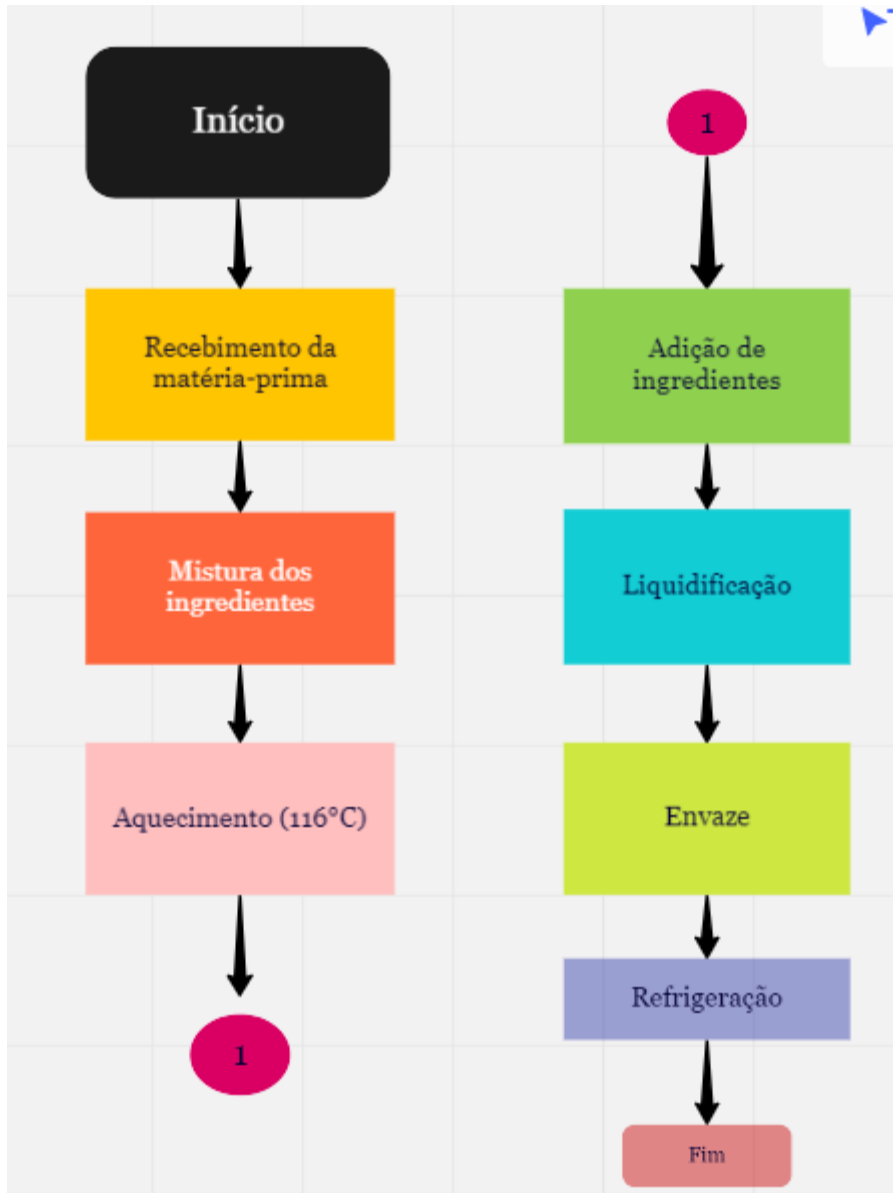 Início
Recebimento da
matéria-prima
Mistura dos
ingredientes
Aquecimento (116°C)
1
1
Adição de
ingredientes
Liquidificação
Envaze
Refrigeração
Fim